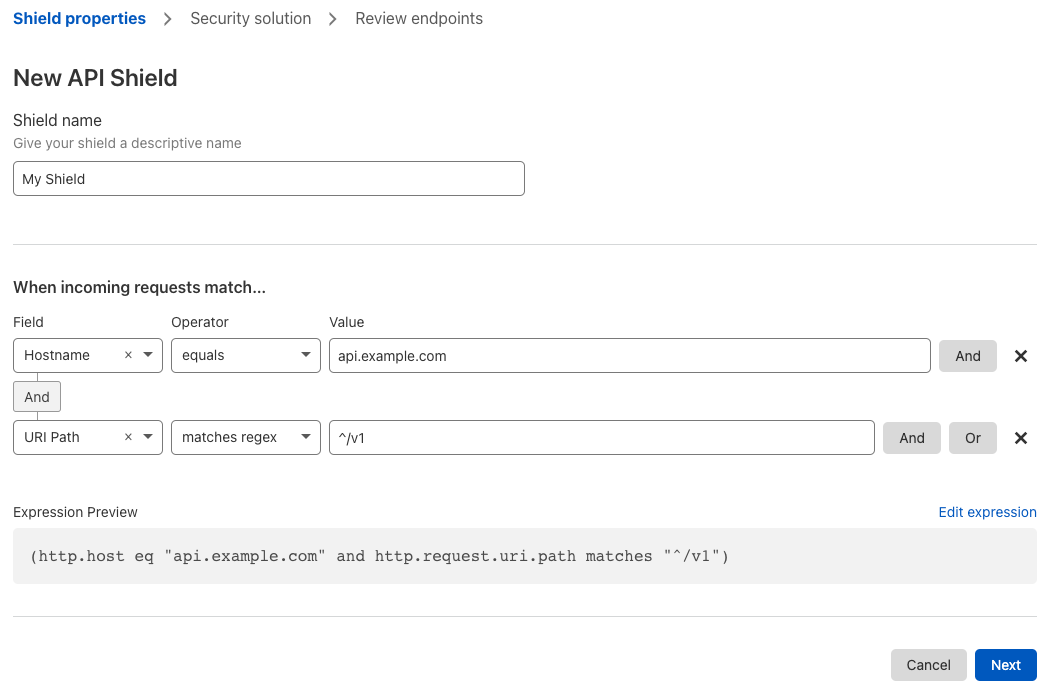 Shield properties > Security solution > Review endpoints
New API Shield
Shield name
Give your shield a descriptive name
My Shield
When incoming requests match...
Field Operator Value
Hostname × equals api.example.com And ×
And
URI Path × matches regex ^/v1 And Or ×
Expression Preview Edit expression
(http.host eq "api.example.com" and http.request.uri.path matches "^/v1")
Cancel Next